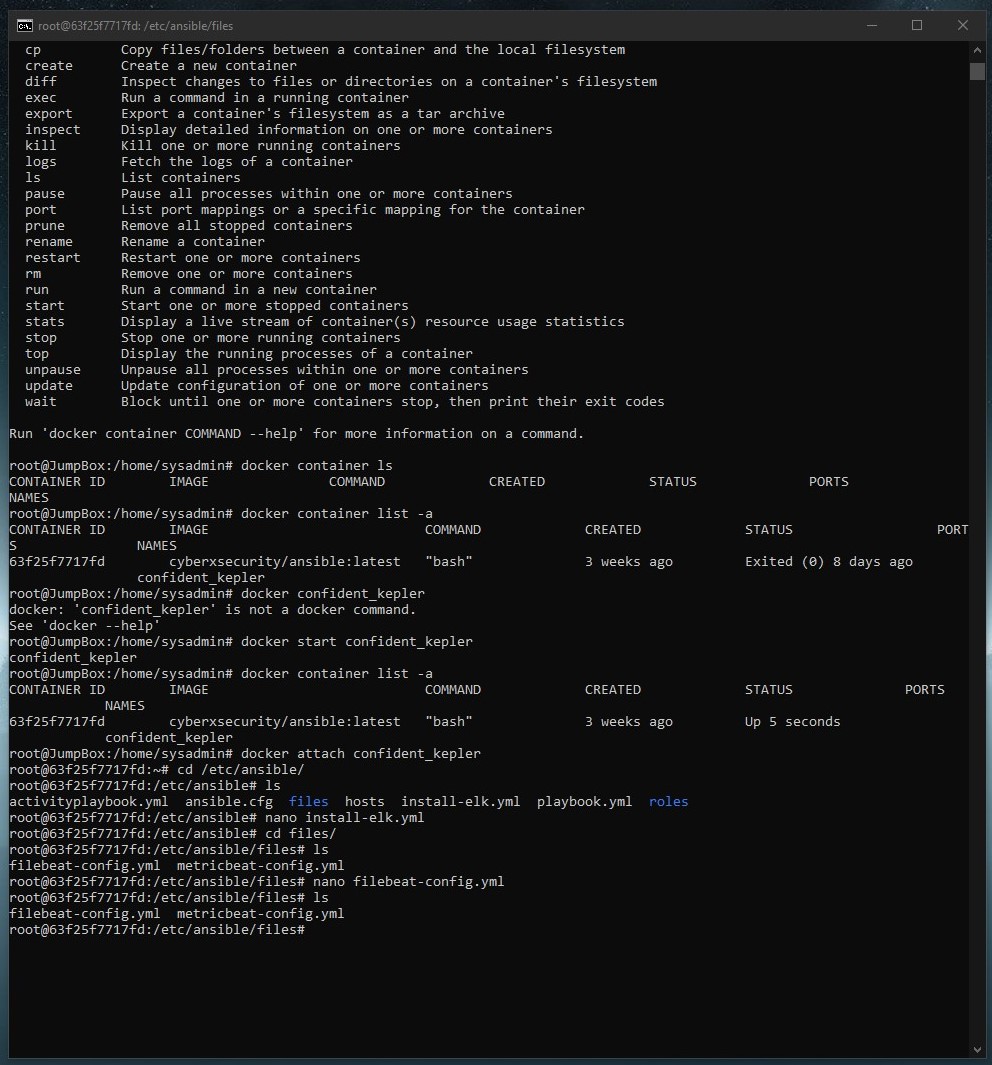 root@63f25f7717fd: /etc/ansible/files
cp Copy files/folders between a container and the local filesystem
create Create a new container
diff Inspect changes to files or directories on a container's filesystem
exec Run a command in a running container
export Export a container's filesystem as a tar archive
inspect Display detailed information on one or more containers
kill Kill one or more running containers
logs Fetch the logs of a container
ls List containers
pause Pause all processes within one or more containers
port List port mappings or a specific mapping for the container
prune Remove all stopped containers
rename Rename a container
restart Restart one or more containers
rm Remove one or more containers
run Run a command in a new container
start Start one or more stopped containers
stats Display a live stream of container(s) resource usage statistics
stop Stop one or more running containers
top Display the running processes of a container
unpause Unpause all processes within one or more containers
update Update configuration of one or more containers
wait Block until one or more containers stop, then print their exit codes
Run 'docker container COMMAND --help' for more information on a command.
root@JumpBox:/home/sysadmin# docker container ls
CONTAINER ID IMAGE COMMAND CREATED STATUS PORTS
NAMES
root@JumpBox:/home/sysadmin# docker container list -a
CONTAINER ID IMAGE COMMAND CREATED STATUS PORT
S NAMES
63f25f7717fd cyberxsecurity/ansible:latest "bash" 3 weeks ago Exited (0) 8 days ago
confident_kepler
root@JumpBox:/home/sysadmin# docker confident_kepler
docker: 'confident_kepler' is not a docker command.
See 'docker --help'
root@JumpBox:/home/sysadmin# docker start confident_kepler
confident_kepler
root@JumpBox:/home/sysadmin# docker container list -a
CONTAINER ID IMAGE COMMAND CREATED STATUS PORTS
NAMES
63f25f7717fd cyberxsecurity/ansible:latest "bash" 3 weeks ago Up 5 seconds
confident_kepler
root@JumpBox:/home/sysadmin# docker attach confident_kepler
root@63f25f7717fd:~# cd /etc/ansible/
root@63f25f7717fd:/etc/ansible# ls
activityplaybook.yml ansible.cfg files hosts install-elk.yml playbook.yml roles
root@63f25f7717fd:/etc/ansible# nano install-elk.yml
root@63f25f7717fd:/etc/ansible# cd files/
root@63f25f7717fd:/etc/ansible/files# ls
filebeat-config.yml metricbeat-config.yml
root@63f25f7717fd:/etc/ansible/files# nano filebeat-config.yml
root@63f25f7717fd:/etc/ansible/files# ls
filebeat-config.yml metricbeat-config.yml
root@63f25f7717fd:/etc/ansible/files#